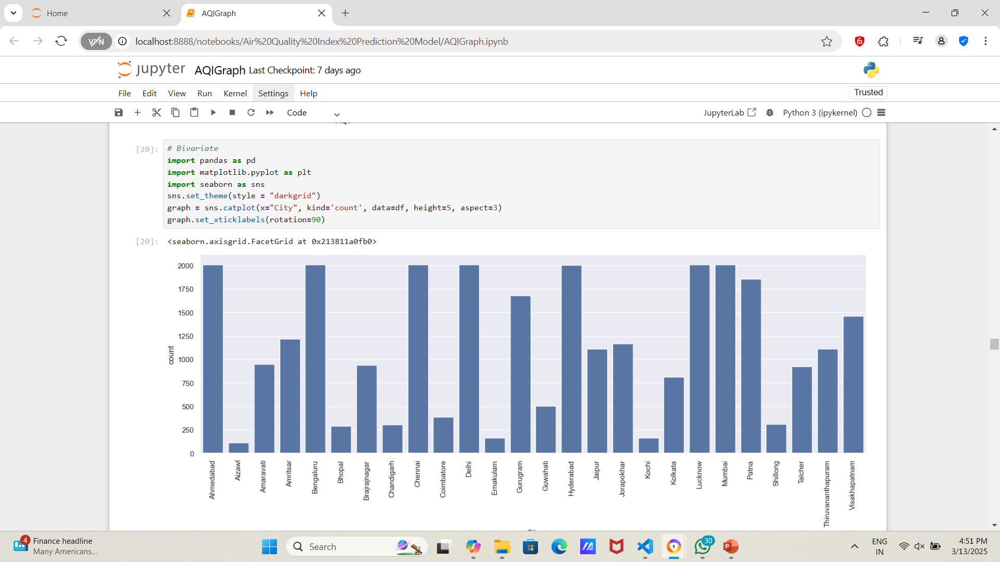 Home
AQIGraph
VPN
localhost:8888/notebooks/Air%20Quality%20Index%20Prediction%20Model/AQIGraph.ipynb
jupyter AQIGraph Last Checkpoint: 7 days ago
File Edit View Run Kernel Settings Help
Trusted
Code
JupyterLab
Python 3 (ipykernel)
[20]:
# Bivariate
import pandas as pd
import matplotlib.pyplot as plt
import seaborn as sns
sns.set_theme(style = "darkgrid")
graph = sns.catplot(x="City", kind='count', data=df, height=5, aspect=3)
graph.set_xticklabels(rotation=90)
[20]: <seaborn.axisgrid.FacetGrid at 0x213811a0fb0>
2000
1750
1500
1250
1000
750
500
250
0
count
Ahmedabad
Aizawl
Amaravati
Amritsar
Bengaluru
Bhopal
Brajrajnagar
Chandigarh
Chennai
Coimbatore
Delhi
Ernakulam
Gurugram
Guwahati
Hyderabad
Jaipur
Jorapokhar
Kochi
Kolkata
Lucknow
Mumbai
Patna
Shillong
Talcher
Thiruvananthapuram
Visakhapatnam
4
Finance headline
Many Americans...
Search
30
ENG
IN
4:51 PM
3/13/2025